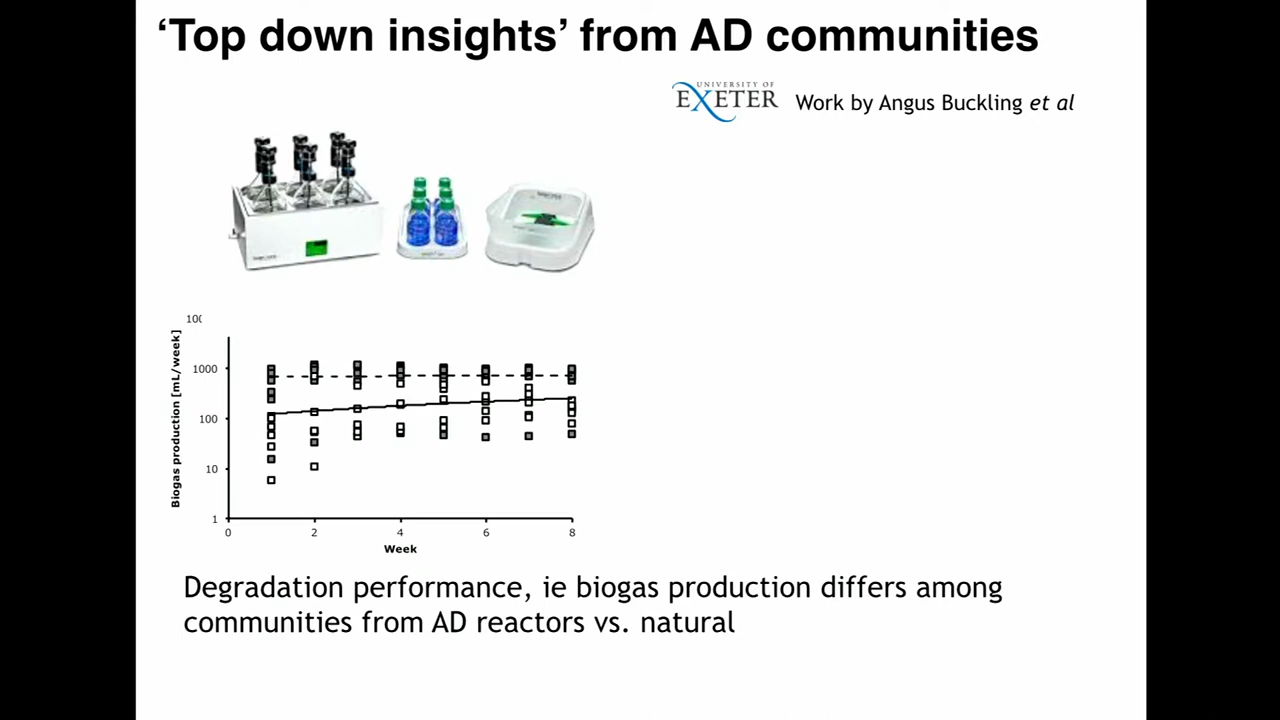 ‘Top down insights’ from AD communities
UNIVERSITY OF
EXETER
Work by Angus Buckling et al
Biogas production [mL/week]
100
1000
100
10
1
0 2 4 6 8
Week
Degradation performance, ie biogas production differs among
communities from AD reactors vs. natural